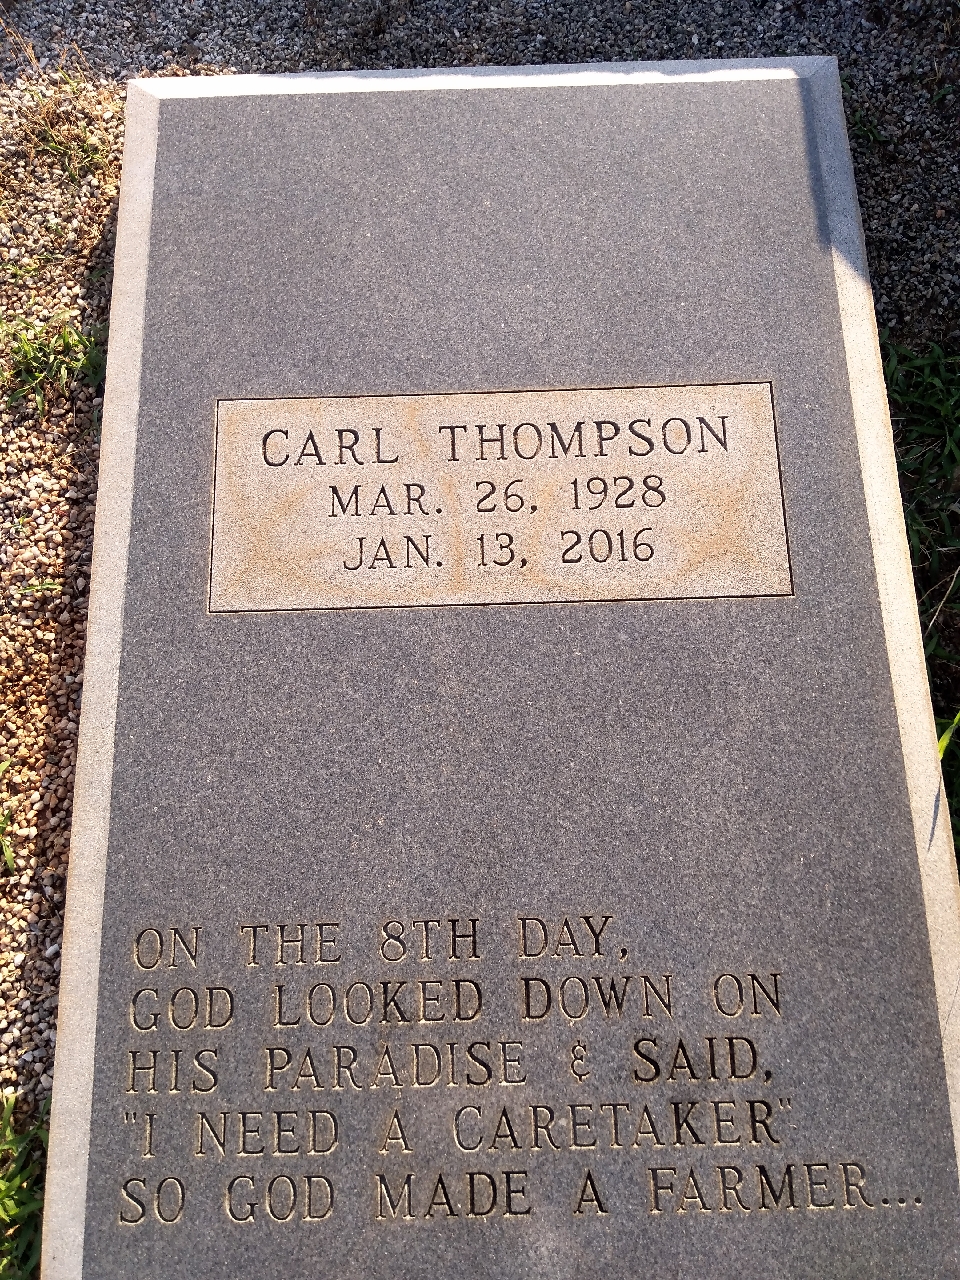 CARL THOMPSON
MAR. 26, 1928
JAN. 13, 2016
ON THE 8TH DAY,
GOD LOOKED DOWN ON
HIS PARADISE & SAID,
"I NEED A CARETAKER"
SO GOD MADE A FARMER...